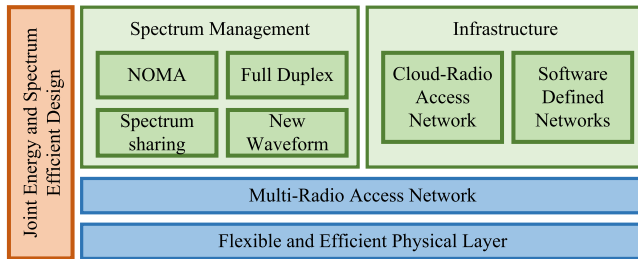 Joint Energy and Spectrum
Efficient Design
Spectrum Management
NOMA
Full Duplex
Spectrum
sharing
New
Waveform
Infrastructure
Cloud-Radio
Access
Network
Software
Defined
Networks
Multi-Radio Access Network
Flexible and Efficient Physical Layer